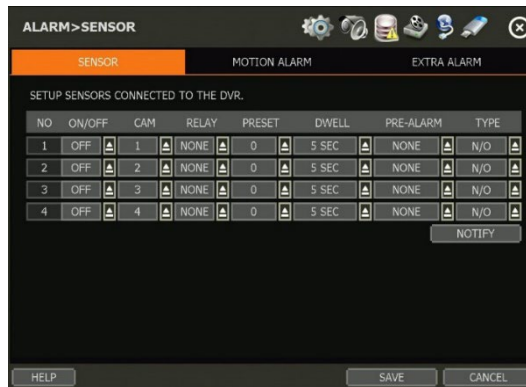 ALARM>SENSOR
SENSOR MOTION ALARM EXTRA ALARM
SETUP SENSORS CONNECTED TO THE DVR.
NO ON/OFF CAM RELAY PRESET DWELL PRE-ALARM TYPE
1 OFF 1 NONE 0 5 SEC NONE N/O
2 OFF 2 NONE 0 5 SEC NONE N/O
3 OFF 3 NONE 0 5 SEC NONE N/O
4 OFF 4 NONE 0 5 SEC NONE N/O
NOTIFY
HELP SAVE CANCEL